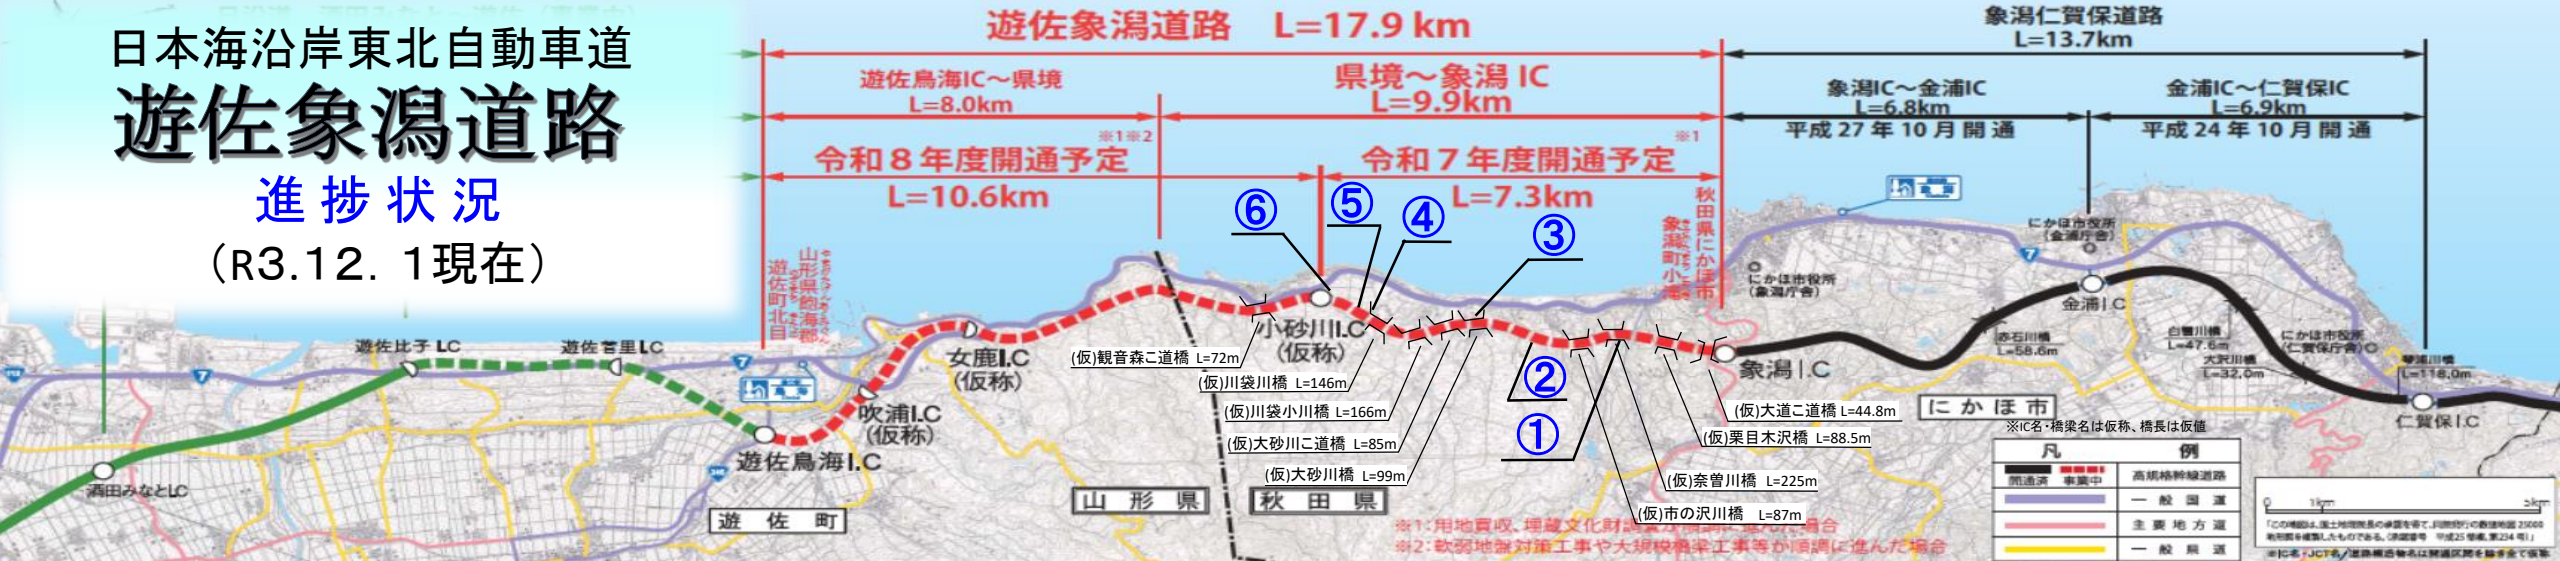 日本海沿岸東北自動車道
遊佐象潟道路
進捗状況
（R3.12．1現在）
遊佐象潟道路 L=17.9 km
象潟仁賀保道路
L=13.7km
遊佐鳥海IC～県境
L=8.0km
県境～象潟 IC
L=9.9km
象潟IC～金浦IC
L=6.8km
平成 27 年 10 月 開 通
金浦IC～仁賀保IC
L=6.9km
平成 24 年 10 月 開 通
※1※2
令和８年度開通予定
L=10.6km
※1
令和７年度開通予定
L=7.3km
山形県飽海郡
遊佐町北目
秋田県にかほ市
象潟町小滝
⑥
⑤
④
③
②
①
7
7
7
にかほ市役所
(金浦庁舎)
にかほ市役所
(象潟庁舎)
にかほ市役所
(仁賀保庁舎)
酒田みなとI.C
遊佐比子 I.C
遊佐菅里I.C
遊佐鳥海I.C
吹浦I.C
(仮称)
女鹿I.C
(仮称)
小砂川I.C
(仮称)
象潟I.C
金浦I.C
仁賀保I.C
赤石川橋
L=58.6m
白雪川橋
L=47.6m
大沢川橋
L=32.0m
琴浦川橋
L=118.0m
(仮)観音森こ道橋 L=72m
(仮)川袋川橋 L=146m
(仮)川袋小川橋 L=166m
(仮)大砂川こ道橋 L=85m
(仮)大砂川橋 L=99m
(仮)大道こ道橋 L=44.8m
(仮)栗目木沢橋 L=88.5m
(仮)奈曽川橋 L=225m
(仮)市の沢川橋 L=87m
遊 佐 町
山 形 県
秋 田 県
にかほ市
※IC名・橋梁名は仮称、橋長は仮値
凡 例
開通済 事業中 高規格幹線道路
一 般 国 道
主 要 地 方 道
一 般 県 道
0 1km 2km
※1：用地買収、埋蔵文化財調
場合
※2：軟弱地盤対策工事や大規模橋梁工事等が順調に進んだ場合